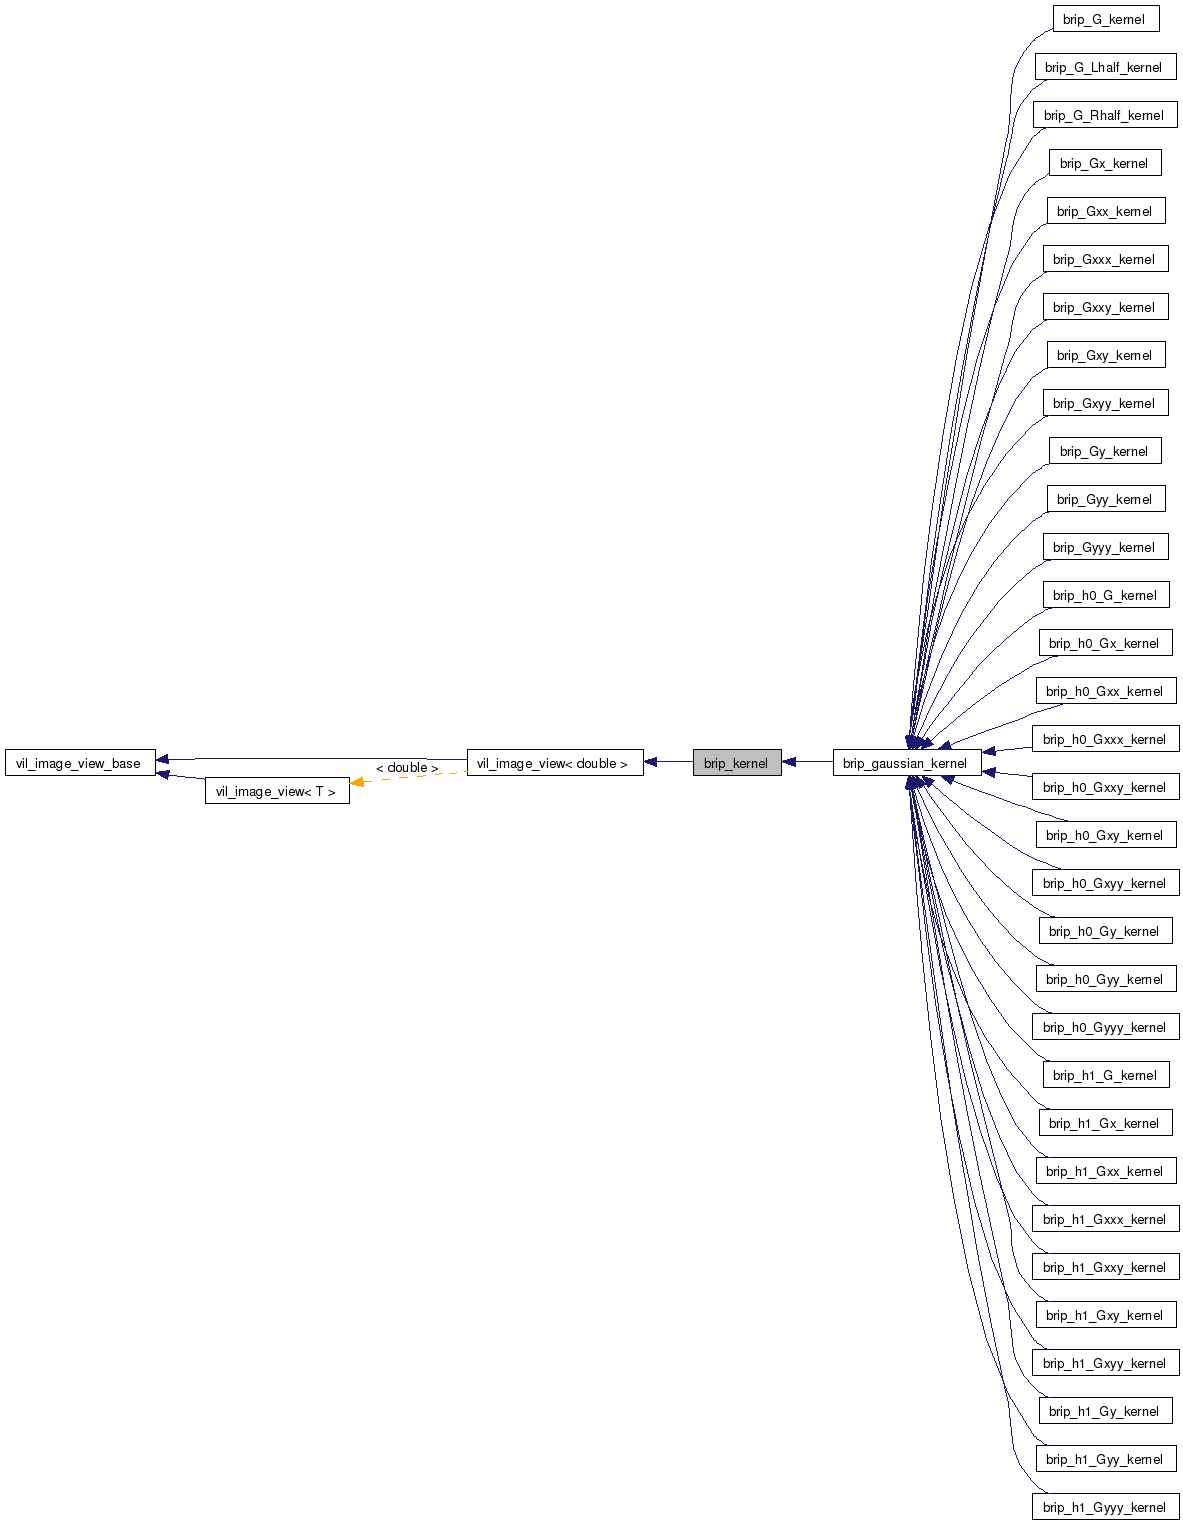 brip_G_kernel
brip_G_Lhalf_kernel
brip_G_Rhalf_kernel
brip_Gx_kernel
brip_Gxx_kernel
brip_Gxxx_kernel
brip_Gxxy_kernel
brip_Gxy_kernel
brip_Gxyy_kernel
brip_Gy_kernel
brip_Gyy_kernel
brip_Gyyy_kernel
brip_h0_G_kernel
brip_h0_Gx_kernel
brip_h0_Gxx_kernel
brip_h0_Gxxx_kernel
vil_image_view_base
< double >
vil_image_view< double >
brip_kernel
brip_gaussian_kernel
vil_image_view< T >
brip_h0_Gxxy_kernel
brip_h0_Gxy_kernel
brip_h0_Gxyy_kernel
brip_h0_Gy_kernel
brip_h0_Gyy_kernel
brip_h0_Gyyy_kernel
brip_h1_G_kernel
brip_h1_Gx_kernel
brip_h1_Gxx_kernel
brip_h1_Gxxx_kernel
brip_h1_Gxxy_kernel
brip_h1_Gxy_kernel
brip_h1_Gxyy_kernel
brip_h1_Gy_kernel
brip_h1_Gyy_kernel
brip_h1_Gyyy_kernel